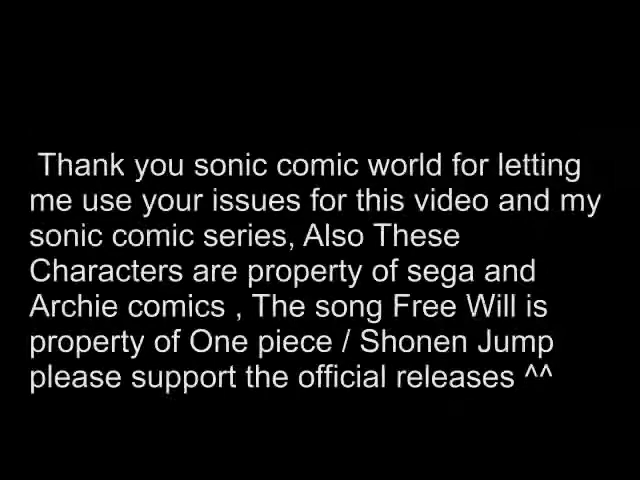 Thank you sonic comic world for letting
me use your issues for this video and my
sonic comic series, Also These
Characters are property of sega and
Archie comics , The song Free Will is
property of One piece / Shonen Jump
please support the official releases ^^